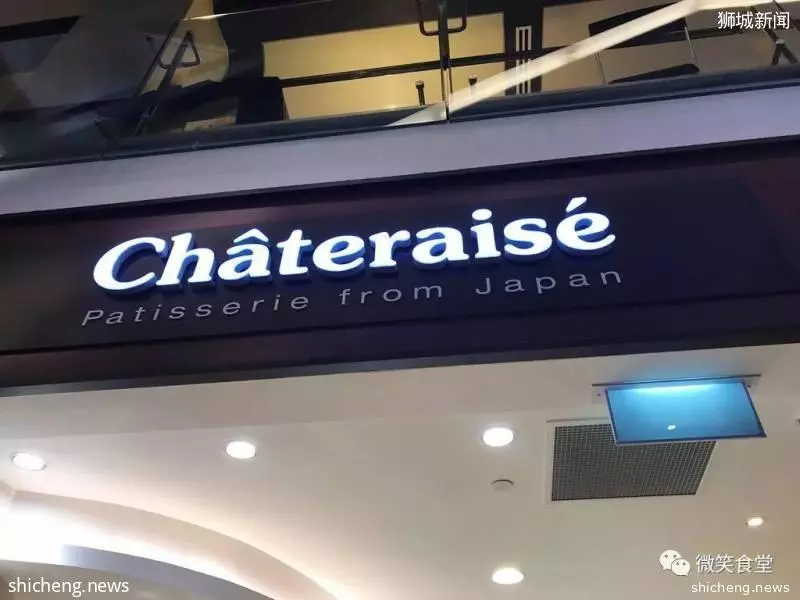 狮城新闻
Châteraisé
Patisserie from Japan
微笑食堂
shicheng.news
shicheng.news